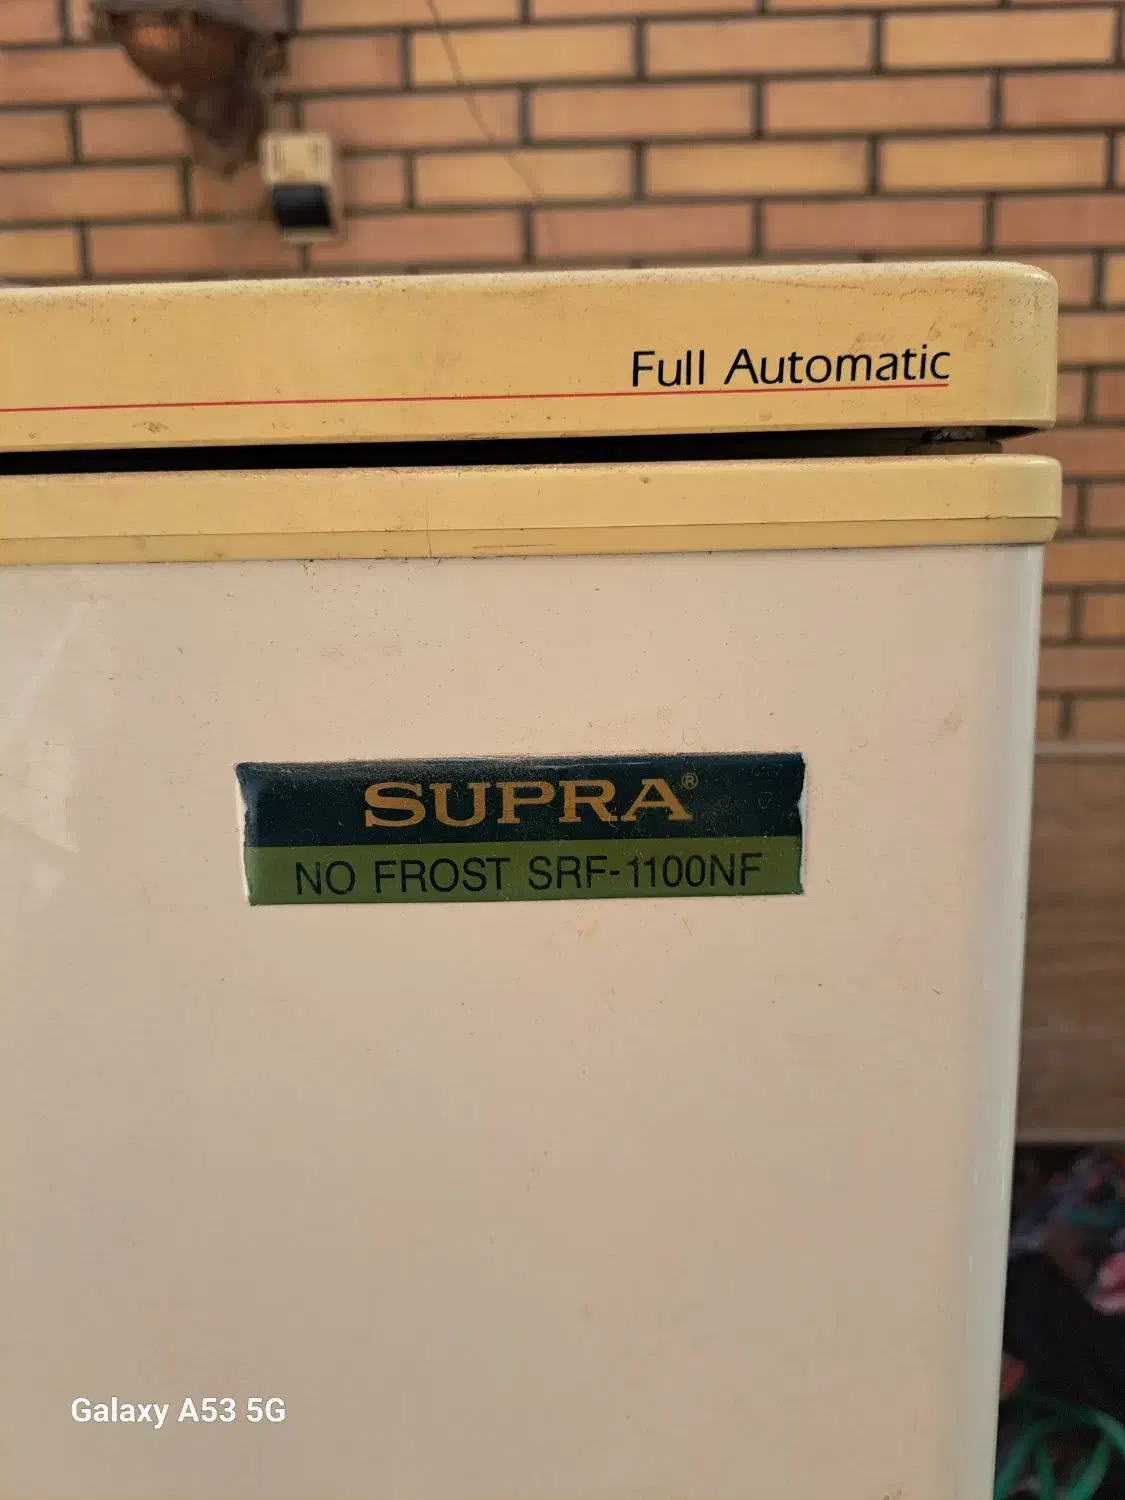 Full Automatic
SUPRA®
NO FROST SRF-1100NF
Galaxy A53 5G